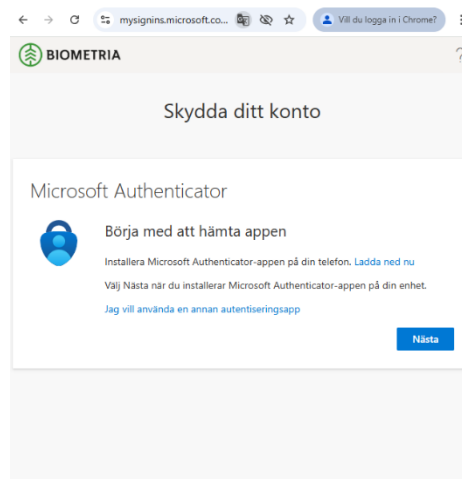 mysignins.microsoft.co...
Vill du logga in i Chrome?
BIOMETRIA
?
Skydda ditt konto
Microsoft Authenticator
Börja med att hämta appen
Installera Microsoft Authenticator-appen på din telefon. Ladda ned nu
Välj Nästa när du installerar Microsoft Authenticator-appen på din enhet.
Jag vill använda en annan autentiseringsapp
Nästa